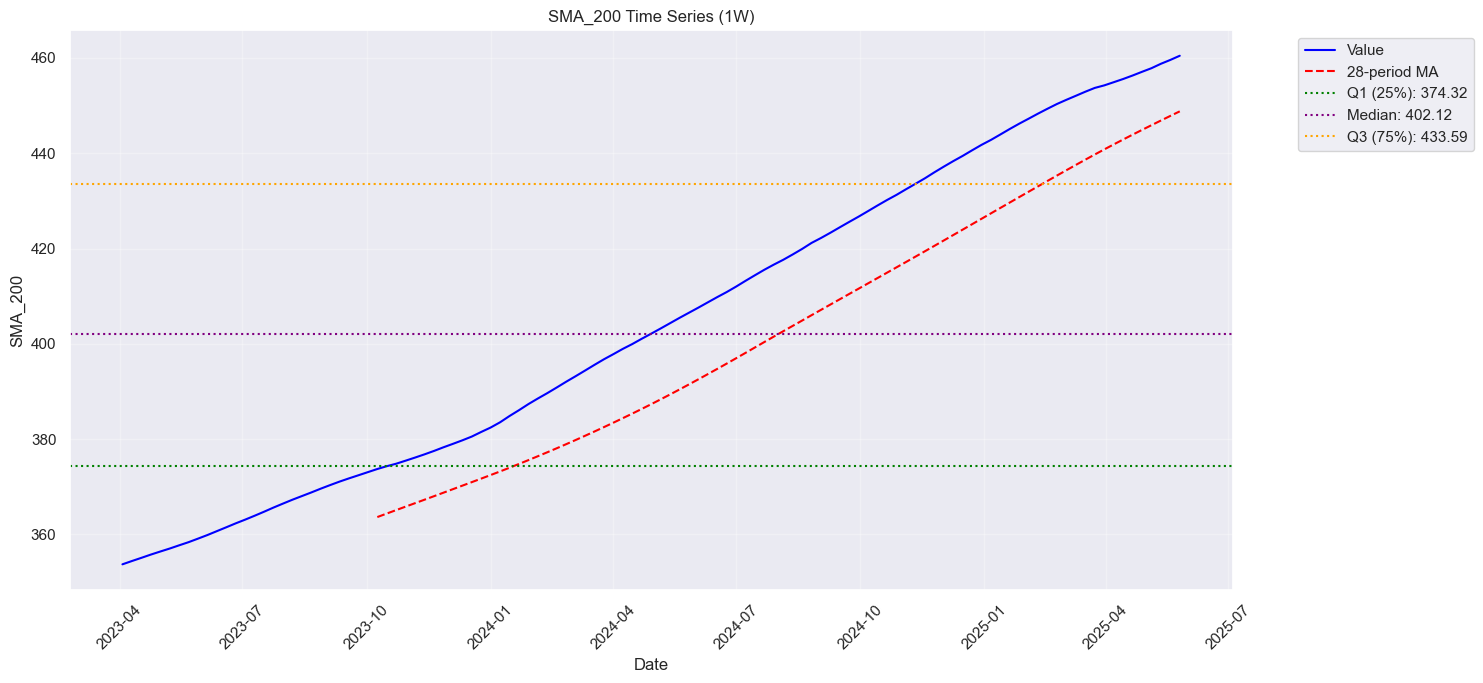 SMA_200 Time Series (1W)
Value
28-period MA
Q1 (25%): 374.32
Median: 402.12
Q3 (75%): 433.59
SMA_200
460
440
420
400
380
360
2023-04
2023-07
2023-10
2024-01
2024-04
2024-07
2024-10
2025-01
2025-04
2025-07
Date